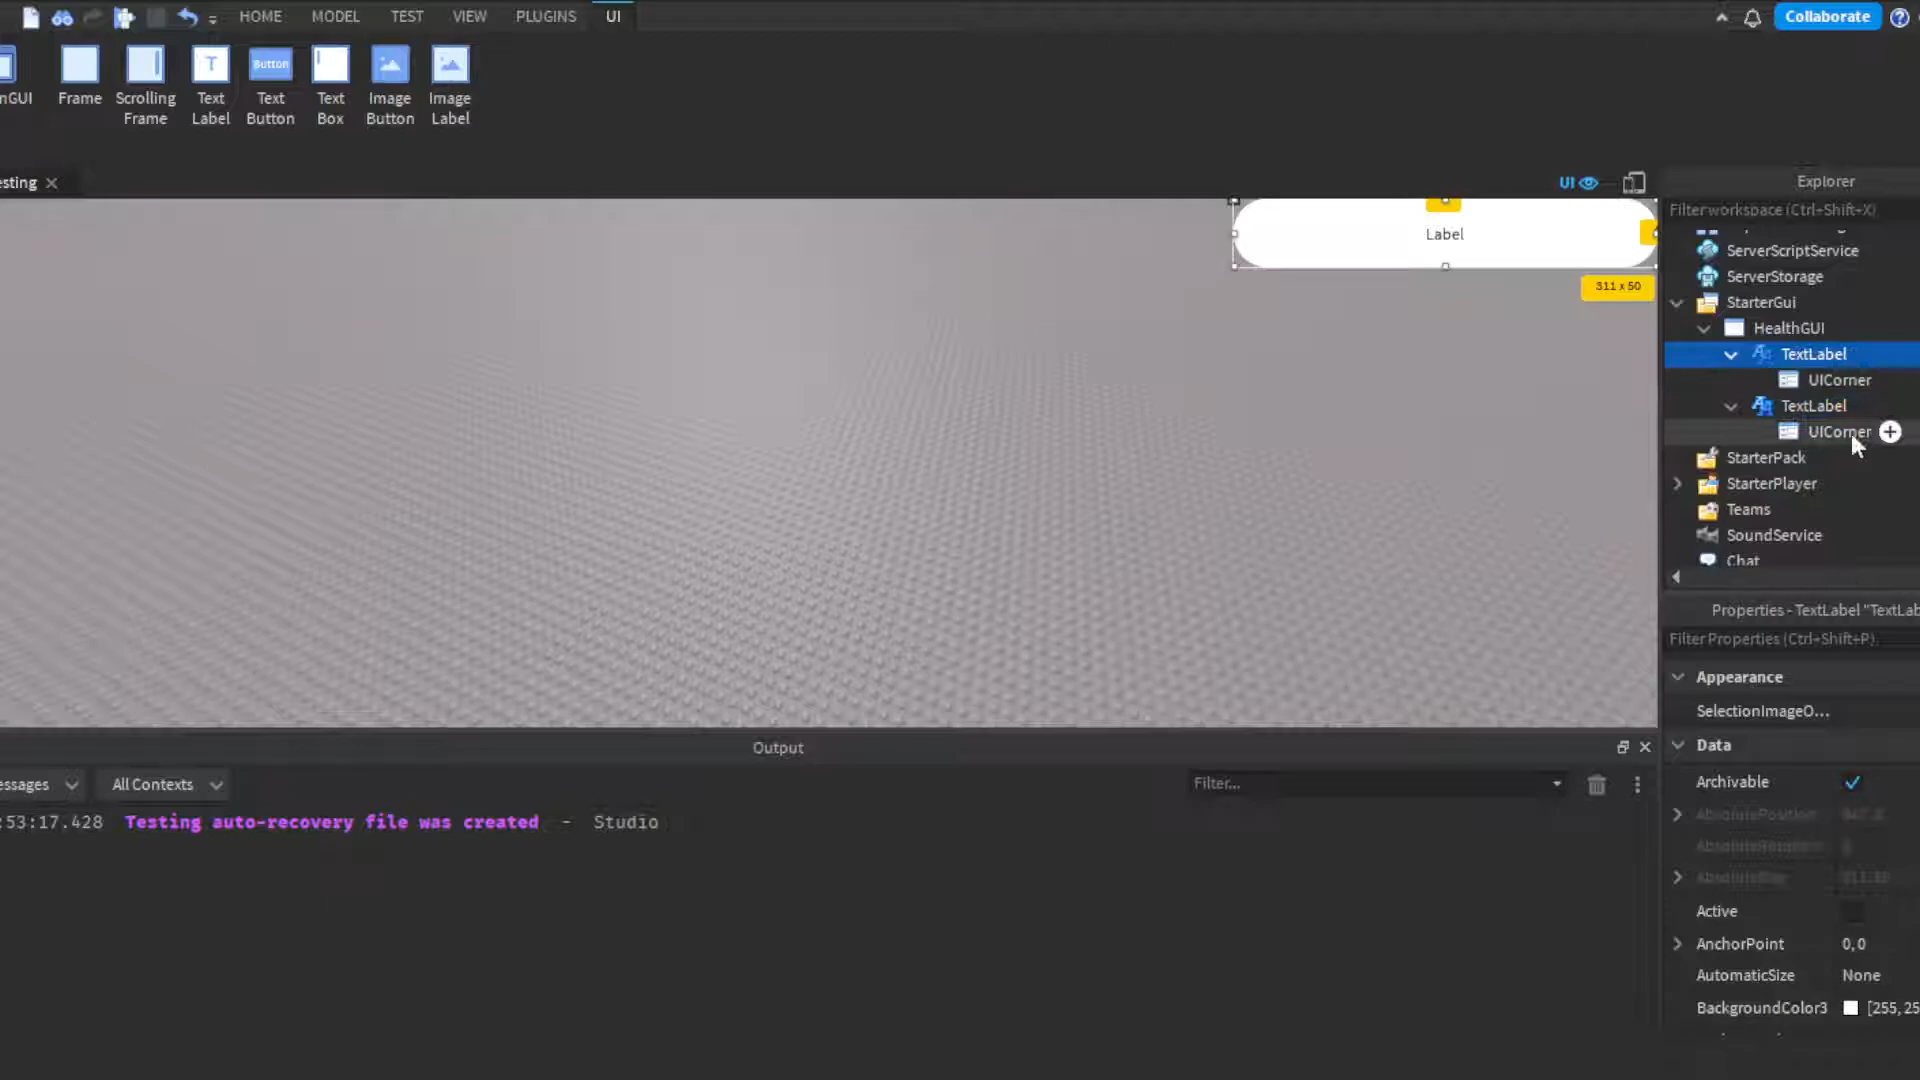 HOME MODEL TEST VIEW PLUGINS UI
Collaborate
nGUI
Frame
Scrolling
Frame
T
Text
Label
Button
Text
Button
Text
Box
Image
Button
Image
Label
esting
UI
Explorer
Filter workspace (Ctrl+Shift+X)
Label
311 x 50
ServerScriptService
ServerStorage
StarterGui
HealthGUI
TextLabel
UICorner
TextLabel
UICorner
StarterPack
StarterPlayer
Teams
SoundService
Chat
Properties - TextLabel "TextLab
Filter Properties (Ctrl+Shift+P)
Appearance
SelectionImageO...
Data
Archivable
AbsolutePosition
AbsoluteRotation
AbsoluteSize
Active
AnchorPoint 0, 0
AutomaticSize None
BackgroundColor3 [255, 25
Output
essages
All Contexts
Filter...
:53:17.428 Testing auto-recovery file was created - Studio